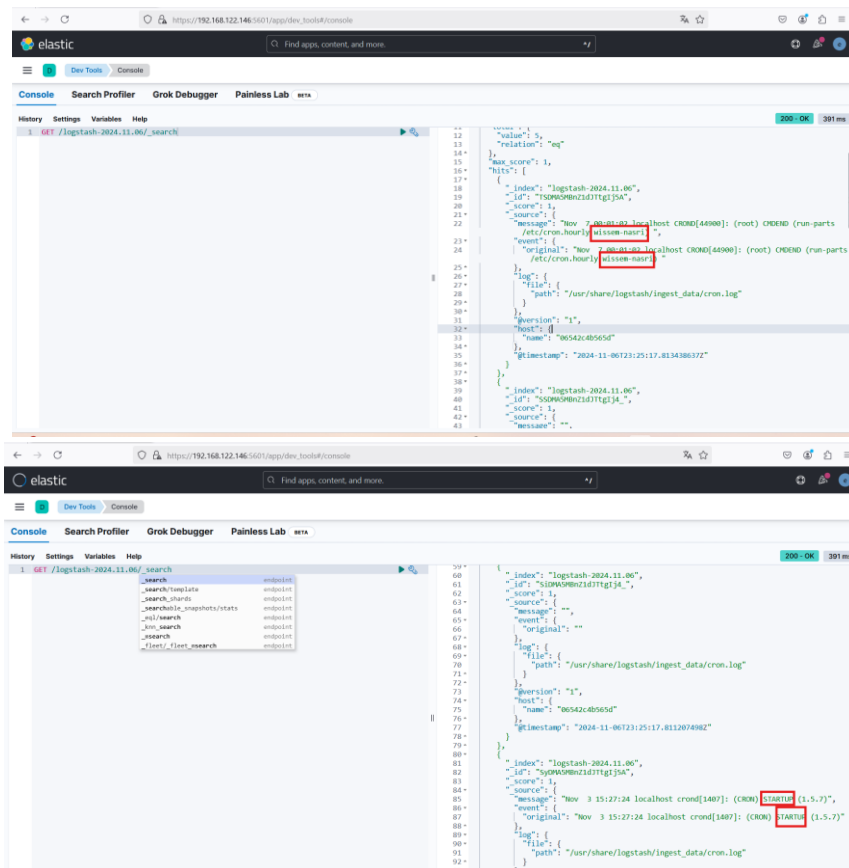 https://192.168.122.146:5601/app/dev_tools#/console
elastic
Find apps, content, and more.
^/
D Dev Tools Console
Console Search Profiler Grok Debugger Painless Lab BETA
History Settings Variables Help
200 - OK 391 ms
1 GET /logstash-2024.11.06/_search
12 "value": 5,
13 "relation": "eq"
14 },
15 "max_score": 1,
16 "hits": [
17 {
18 "_index": "logstash-2024.11.06",
19 "_id": "TSDMA5MBnZ1dJTtgIj5A",
20 "_score": 1,
21 "_source": {
22 "message": "Nov 7 00:01:02 localhost CROND[44900]: (root) CMDEND (run-parts
/etc/cron.hourly wissem-nasri) ",
23 "event": {
24 "original": "Nov 7 00:01:02 localhost CROND[44900]: (root) CMDEND (run-parts
/etc/cron.hourly wissem-nasri) "
25 },
26 "log": {
27 "file": {
28 "path": "/usr/share/logstash/ingest_data/cron.log"
29 }
30 },
31 "@version": "1",
32 "host": {
33 "name": "06542c4b565d"
34 },
35 "@timestamp": "2024-11-06T23:25:17.813438637Z"
36 }
37 },
38 {
39 "_index": "logstash-2024.11.06",
40 "_id": "SSDMA5MBnZ1dJTtgIj4_",
41 "_score": 1,
42 "_source": {
43 "message": "",
https://192.168.122.146:5601/app/dev_tools#/console
elastic
Find apps, content, and more.
^/
D Dev Tools Console
Console Search Profiler Grok Debugger Painless Lab BETA
History Settings Variables Help
200 - OK 391 ms
1 GET /logstash-2024.11.06/_search
_search endpoint
_search/template endpoint
_search_shards endpoint
_searchable_snapshots/stats endpoint
_eql/search endpoint
_knn_search endpoint
_msearch endpoint
_fleet/_fleet_msearch endpoint
59 {
60 "_index": "logstash-2024.11.06",
61 "_id": "SiDMA5MBnZ1dJTtgIj4_",
62 "_score": 1,
63 "_source": {
64 "message": "",
65 "event": {
66 "original": ""
67 },
68 "log": {
69 "file": {
70 "path": "/usr/share/logstash/ingest_data/cron.log"
71 }
72 },
73 "@version": "1",
74 "host": {
75 "name": "06542c4b565d"
76 },
77 "@timestamp": "2024-11-06T23:25:17.811207498Z"
78 }
79 },
80 {
81 "_index": "logstash-2024.11.06",
82 "_id": "SyDMA5MBnZ1dJTtgIj5A",
83 "_score": 1,
84 "_source": {
85 "message": "Nov 3 15:27:24 localhost crond[1407]: (CRON) STARTUP (1.5.7)",
86 "event": {
87 "original": "Nov 3 15:27:24 localhost crond[1407]: (CRON) STARTUP (1.5.7)"
88 },
89 "log": {
90 "file": {
91 "path": "/usr/share/logstash/ingest_data/cron.log"
92 }